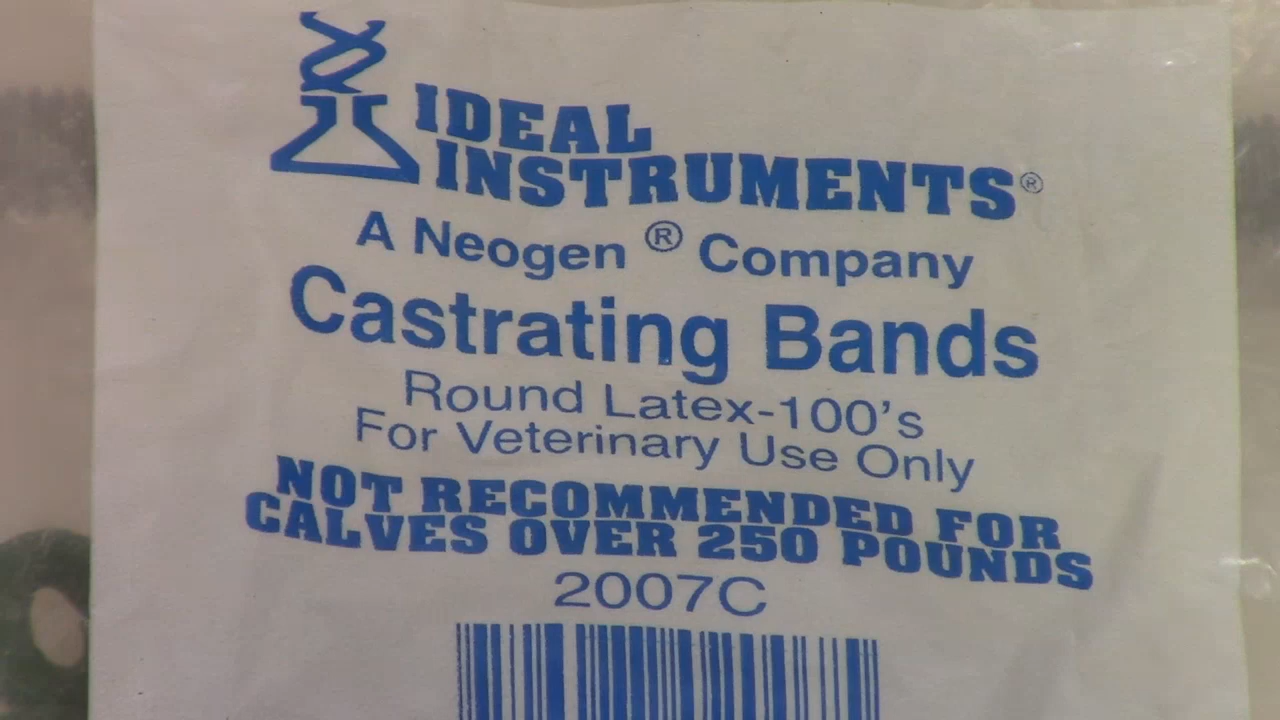 IDEAL
INSTRUMENTS®
A Neogen ® Company
Castrating Bands
Round Latex-100's
For Veterinary Use Only
NOT RECOMMENDED FOR
CALVES OVER 250 POUNDS
2007C